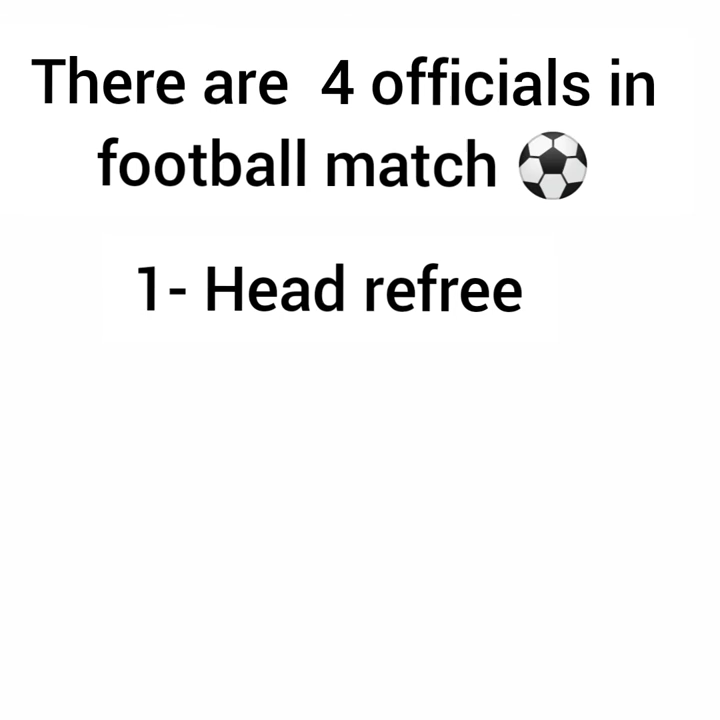 There are  4 officials in
football match ⚽
1- Head refree